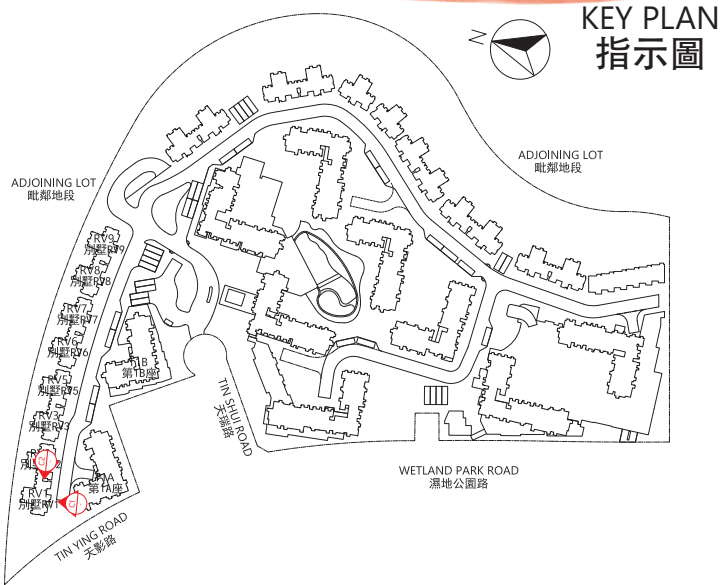 KEY PLAN
指示圖
N
ADJOINING LOT
毗鄰地段
ADJOINING LOT
毗鄰地段
RV9
別墅RV9
RV8
別墅RV8
RV7
別墅RV7
RV6
別墅RV6
RV5
別墅RV5
RV3
別墅RV3
RV1
別墅RV1
第1B座
第1A座
TIN SHUI ROAD
天瑞路
WETLAND PARK ROAD
濕地公園路
TIN YING ROAD
天影路